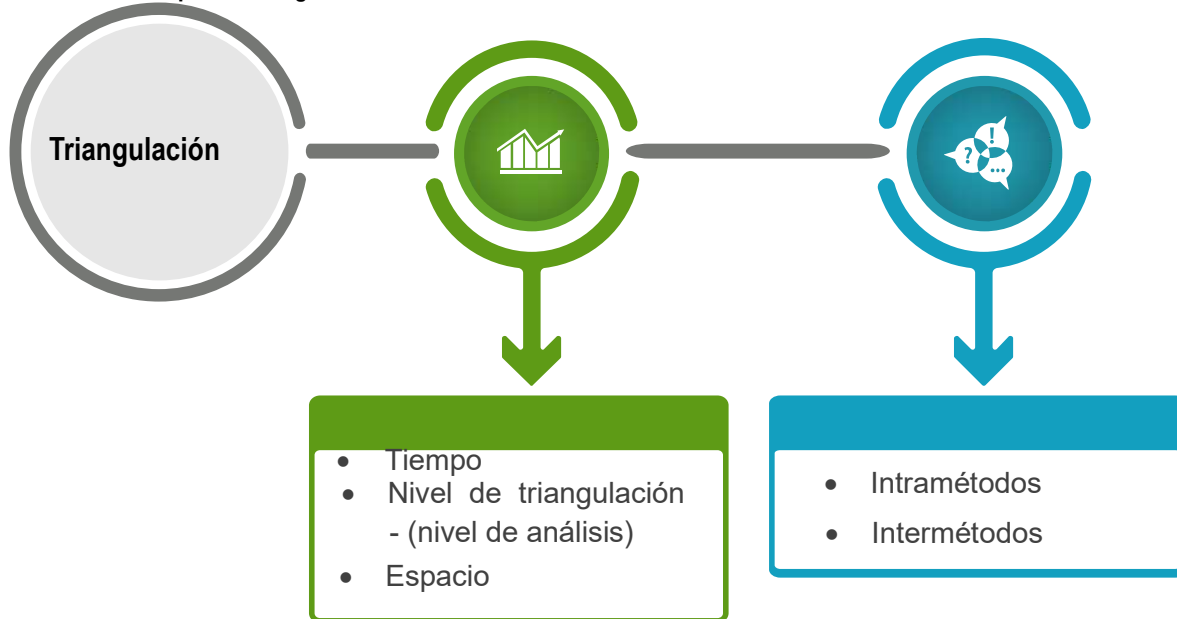 Triangulación
• Tiempo
• Nivel de triangulación
- (nivel de análisis)
• Espacio
• Intramétodos
• Intermétodos